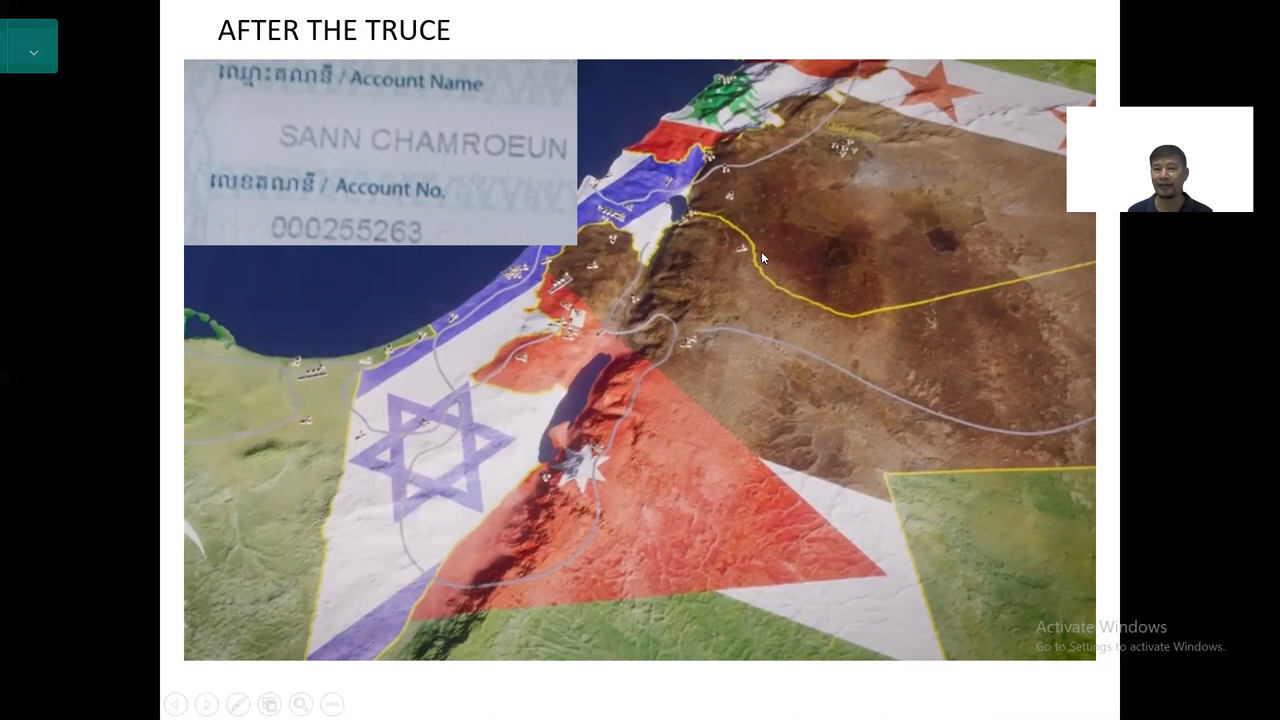 AFTER THE TRUCE
ឈ្មោះគណនី / Account Name
SANN CHAMROEUN
លេខគណនី / Account No.
000255263
Activate Windows
Go to Settings to activate Windows.